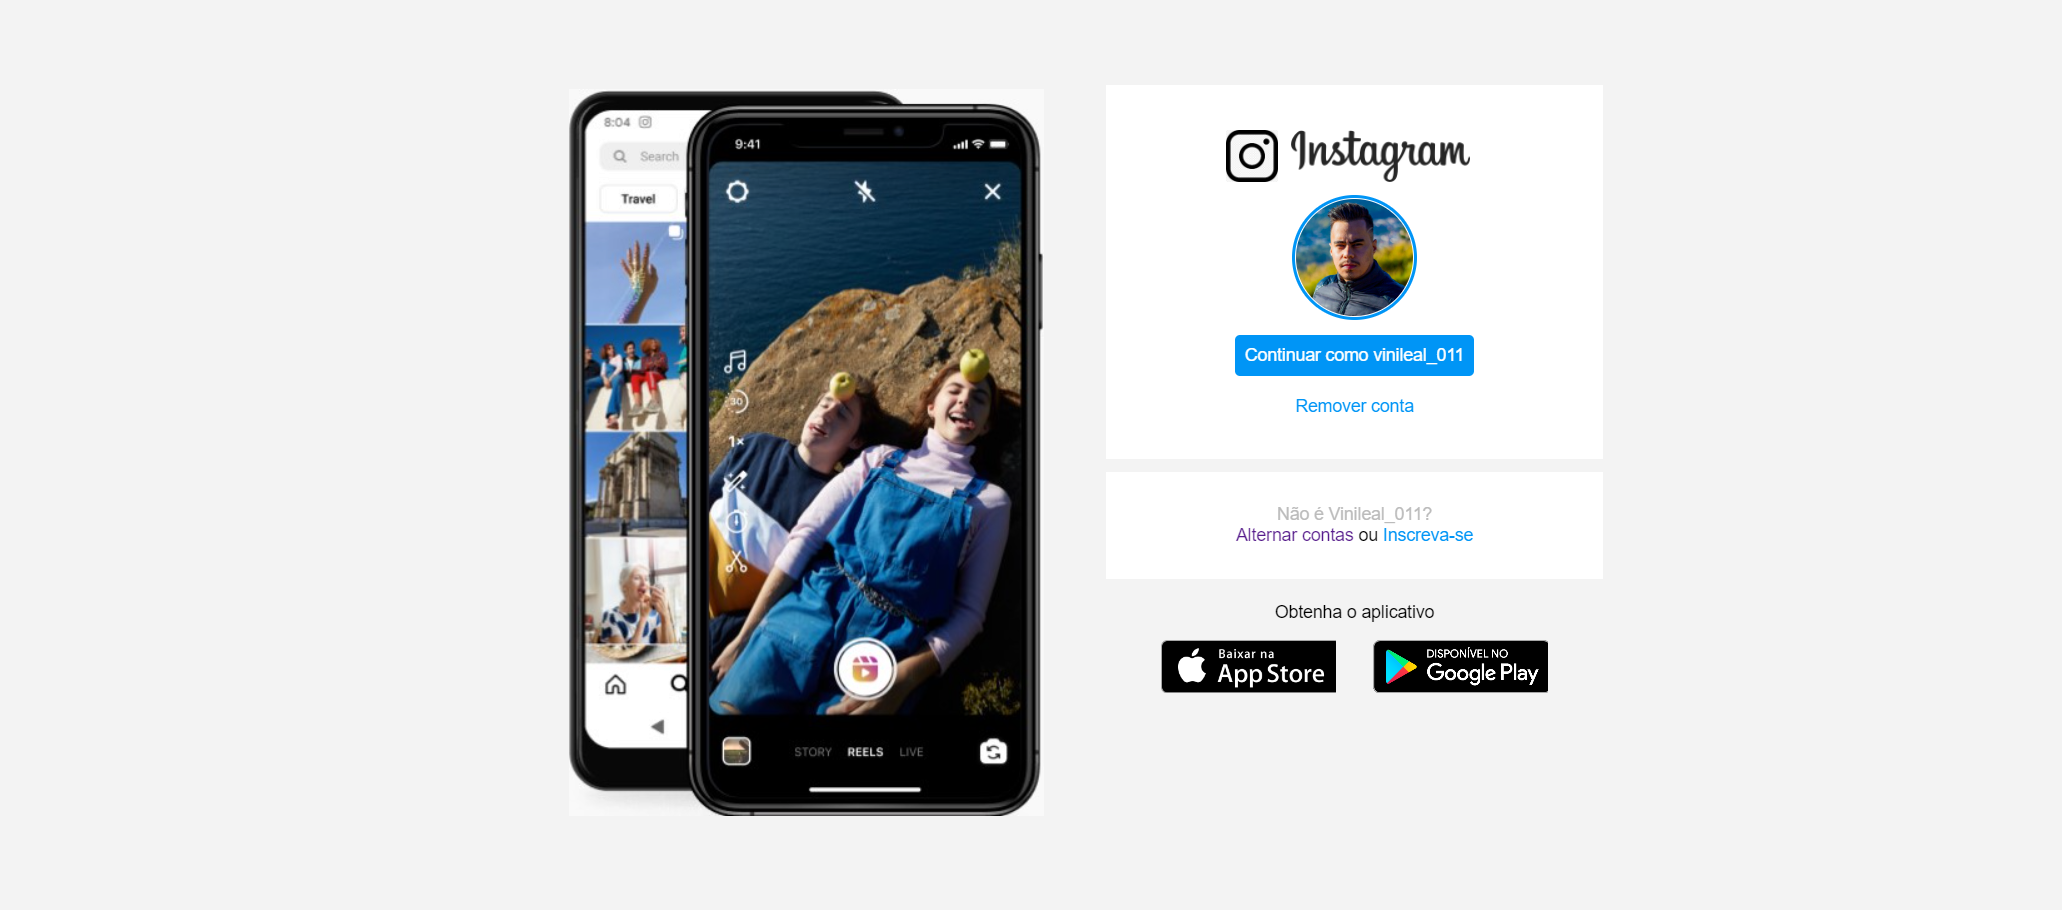 8:04
Search
Travel
9:41
30
1×
STORY REELS LIVE
Instagram
Continuar como vinileal_011
Remover conta
Não é Vinileal_011?
Alternar contas ou Inscreva-se
Obtenha o aplicativo
Baixar na
App Store
DISPONÍVEL NO
Google Play